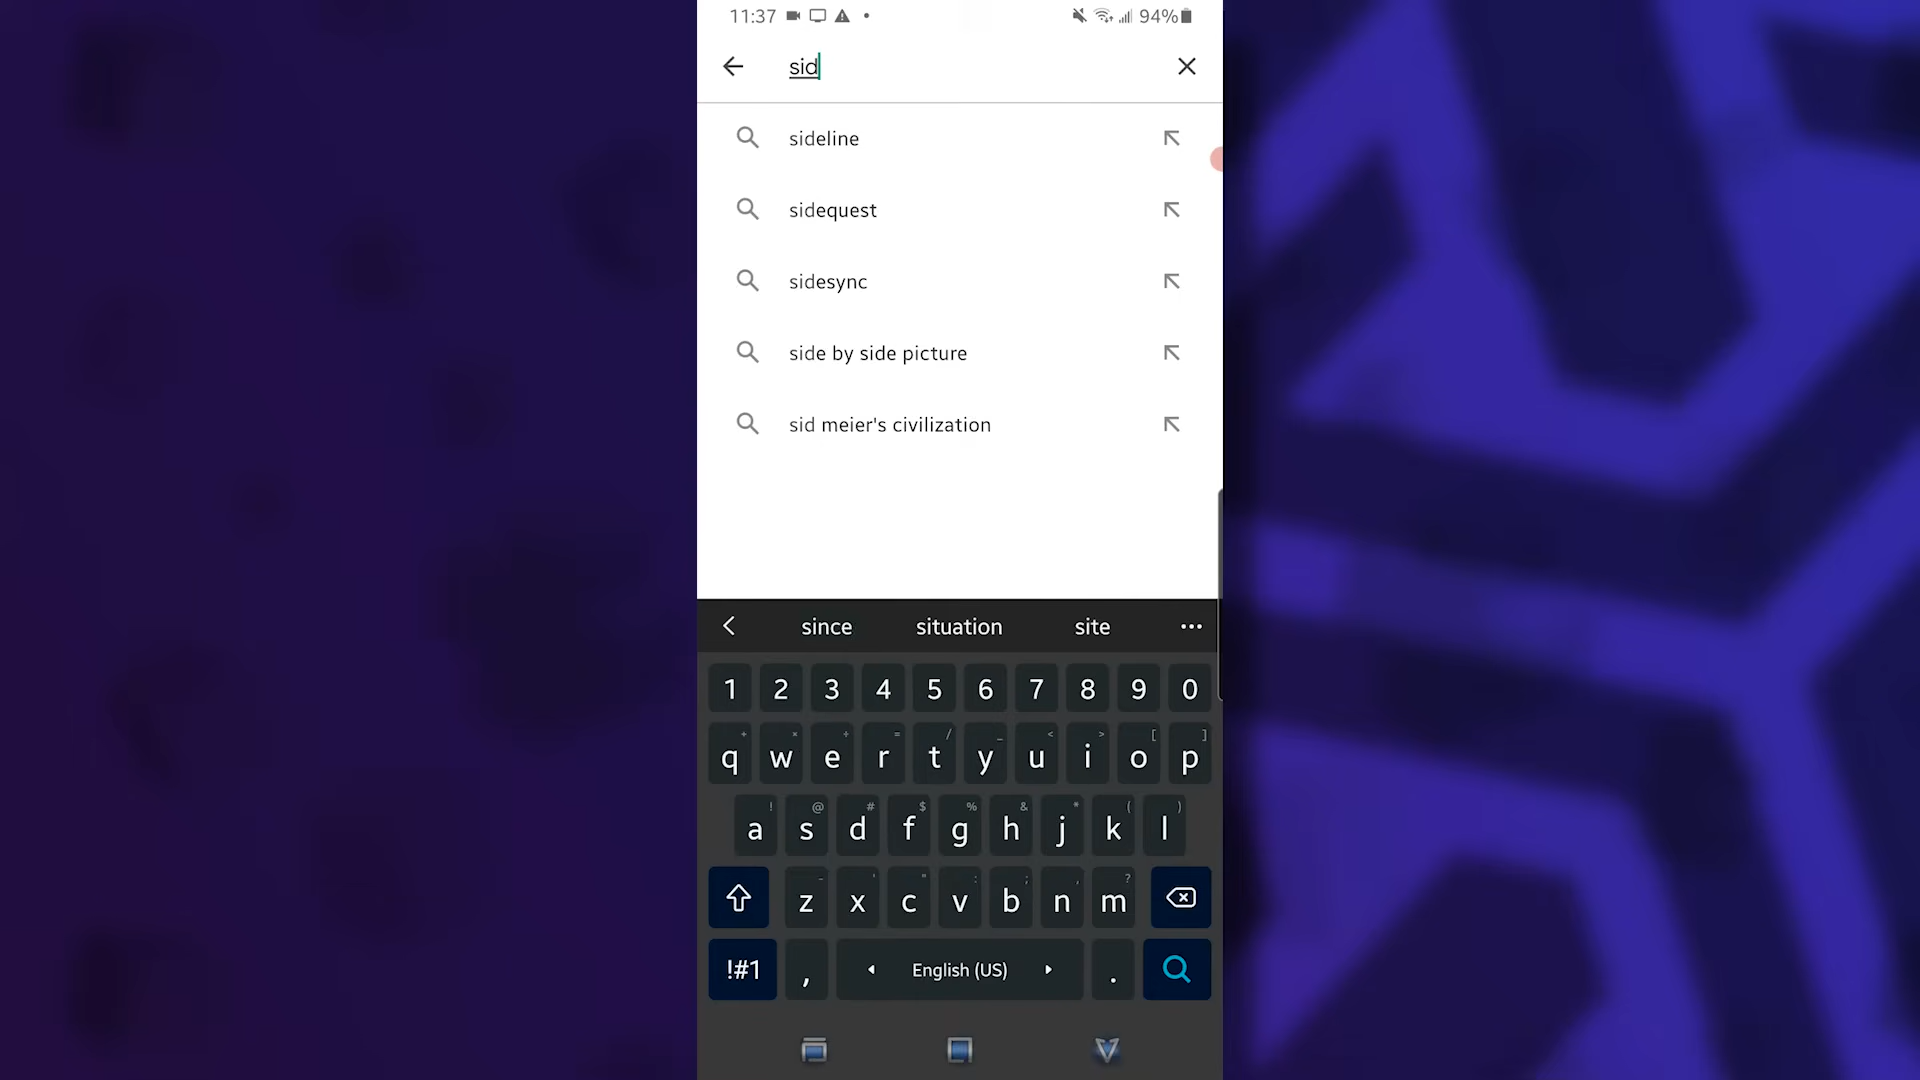 11:37 94%
sid
sideline
sidequest
sidesync
side by side picture
sid meier's civilization
since situation site
1 2 3 4 5 6 7 8 9 0
+ × ÷ = / _ < > [ ]
q w e r t y u i o p
! @ # $ % & * ( )
a s d f g h j k l
- ' " : ; , ?
z x c v b n m
!#1 , English (US) .